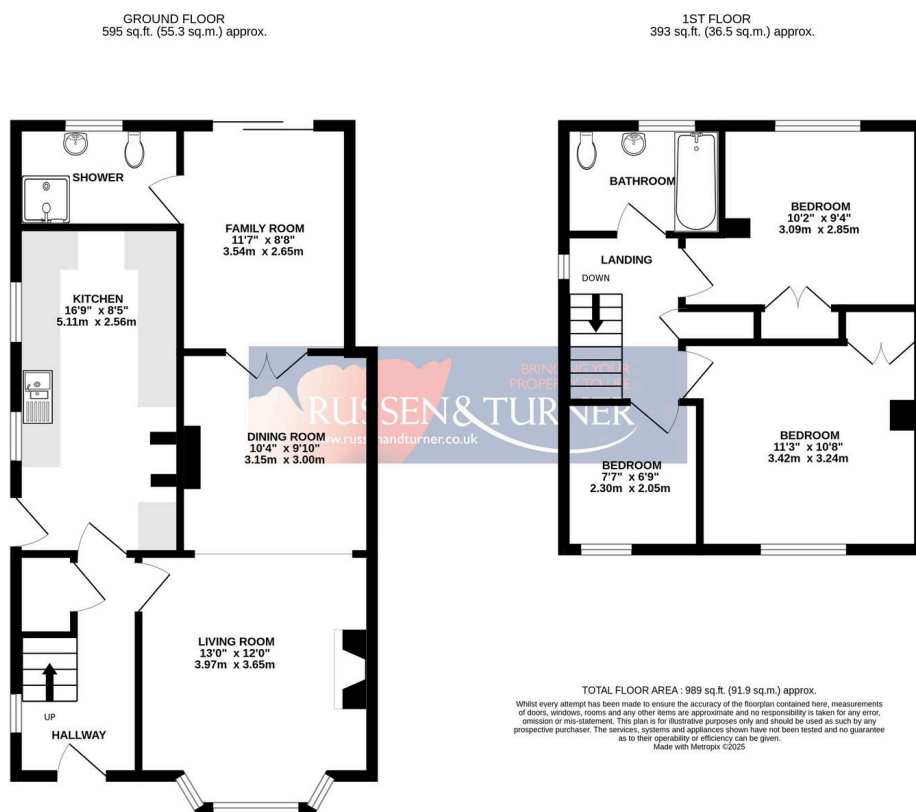 GROUND FLOOR
595 sq.ft. (55.3 sq.m.) approx.
1ST FLOOR
393 sq.ft. (36.5 sq.m.) approx.
SHOWER
FAMILY ROOM
11'7" x 8'8"
3.54m x 2.65m
KITCHEN
16'9" x 8'5"
5.11m x 2.56m
DINING ROOM
10'4" x 9'10"
3.15m x 3.00m
LIVING ROOM
13'0" x 12'0"
3.97m x 3.65m
UP
HALLWAY
BATHROOM
BEDROOM
10'2" x 9'4"
3.09m x 2.85m
LANDING
DOWN
BEDROOM
11'3" x 10'8"
3.42m x 3.24m
BEDROOM
7'7" x 6'9"
2.30m x 2.05m
BRINGING YOUR
PROPERTY TO LIFE
RUSSEN & TURNER
www.russenandturner.co.uk
TOTAL FLOOR AREA : 989 sq.ft. (91.9 sq.m.) approx.
Whilst every attempt has been made to ensure the accuracy of the floorplan contained here, measurements
of doors, windows, rooms and any other items are approximate and no responsibility is taken for any error,
omission or mis-statement. This plan is for illustrative purposes only and should be used as such by any
prospective purchaser. The services, systems and appliances shown have not been tested and no guarantee
as to their operability or efficiency can be given.
Made with Metropix ©2025